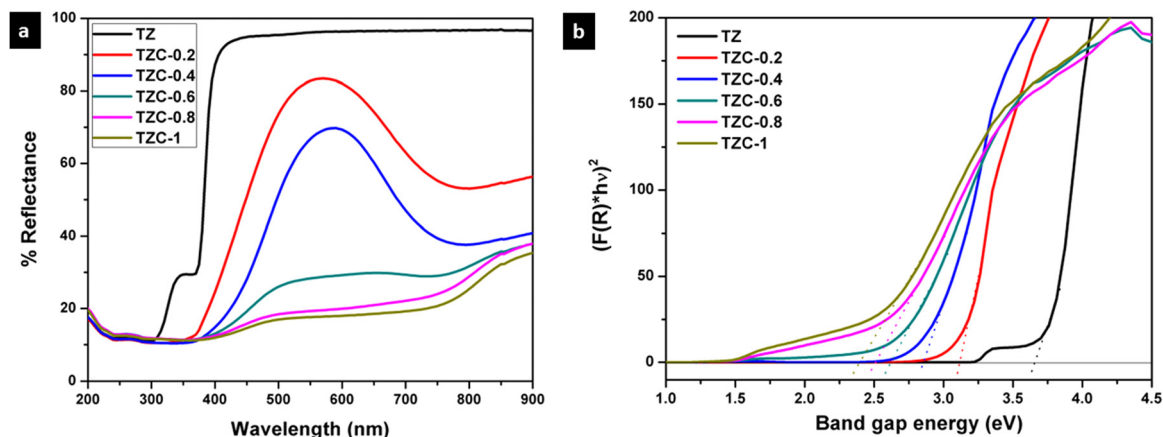 a
% Reflectance
100
80
60
40
20
0
TZ
TZC-0.2
TZC-0.4
TZC-0.6
TZC-0.8
TZC-1
200 300 400 500 600 700 800 900
Wavelength (nm)
b
(F(R)*hν)²
200
150
100
50
0
TZ
TZC-0.2
TZC-0.4
TZC-0.6
TZC-0.8
TZC-1
1.0 1.5 2.0 2.5 3.0 3.5 4.0 4.5
Band gap energy (eV)